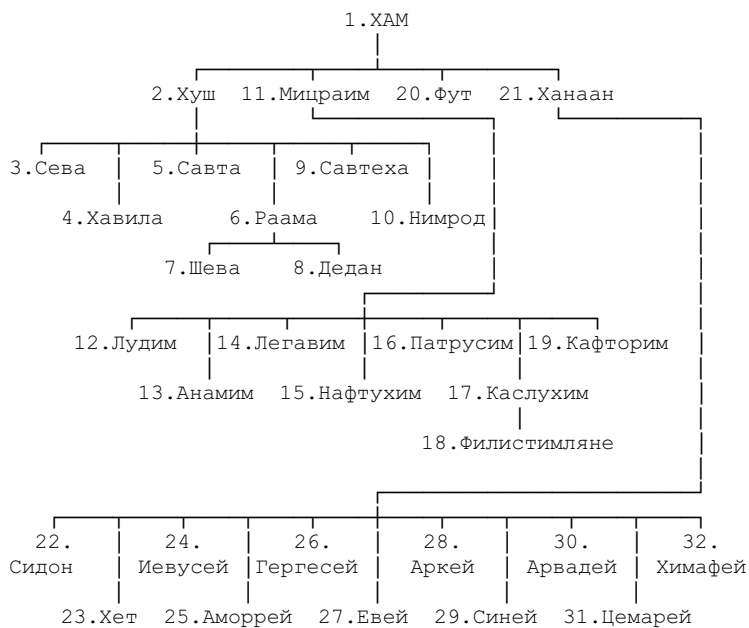 1.ХАМ
2.Хуш 11.Мицраим 20.Фут 21.Ханаан
3.Сева 5.Савта 9.Савтеха
4.Хавила 6.Раама 10.Нимрод
7.Шева 8.Дедан
12.Лудим 14.Легавим 16.Патрусим 19.Кафторим
13.Анамим 15.Нафтухим 17.Каслухим
18.Филистимляне
22. 24. 26. 28. 30. 32.
Сидон Иевусей Гергесей Аркей Арвадей Химафей
23.Хет 25.Аморрей 27.Евей 29.Синей 31.Цемарей